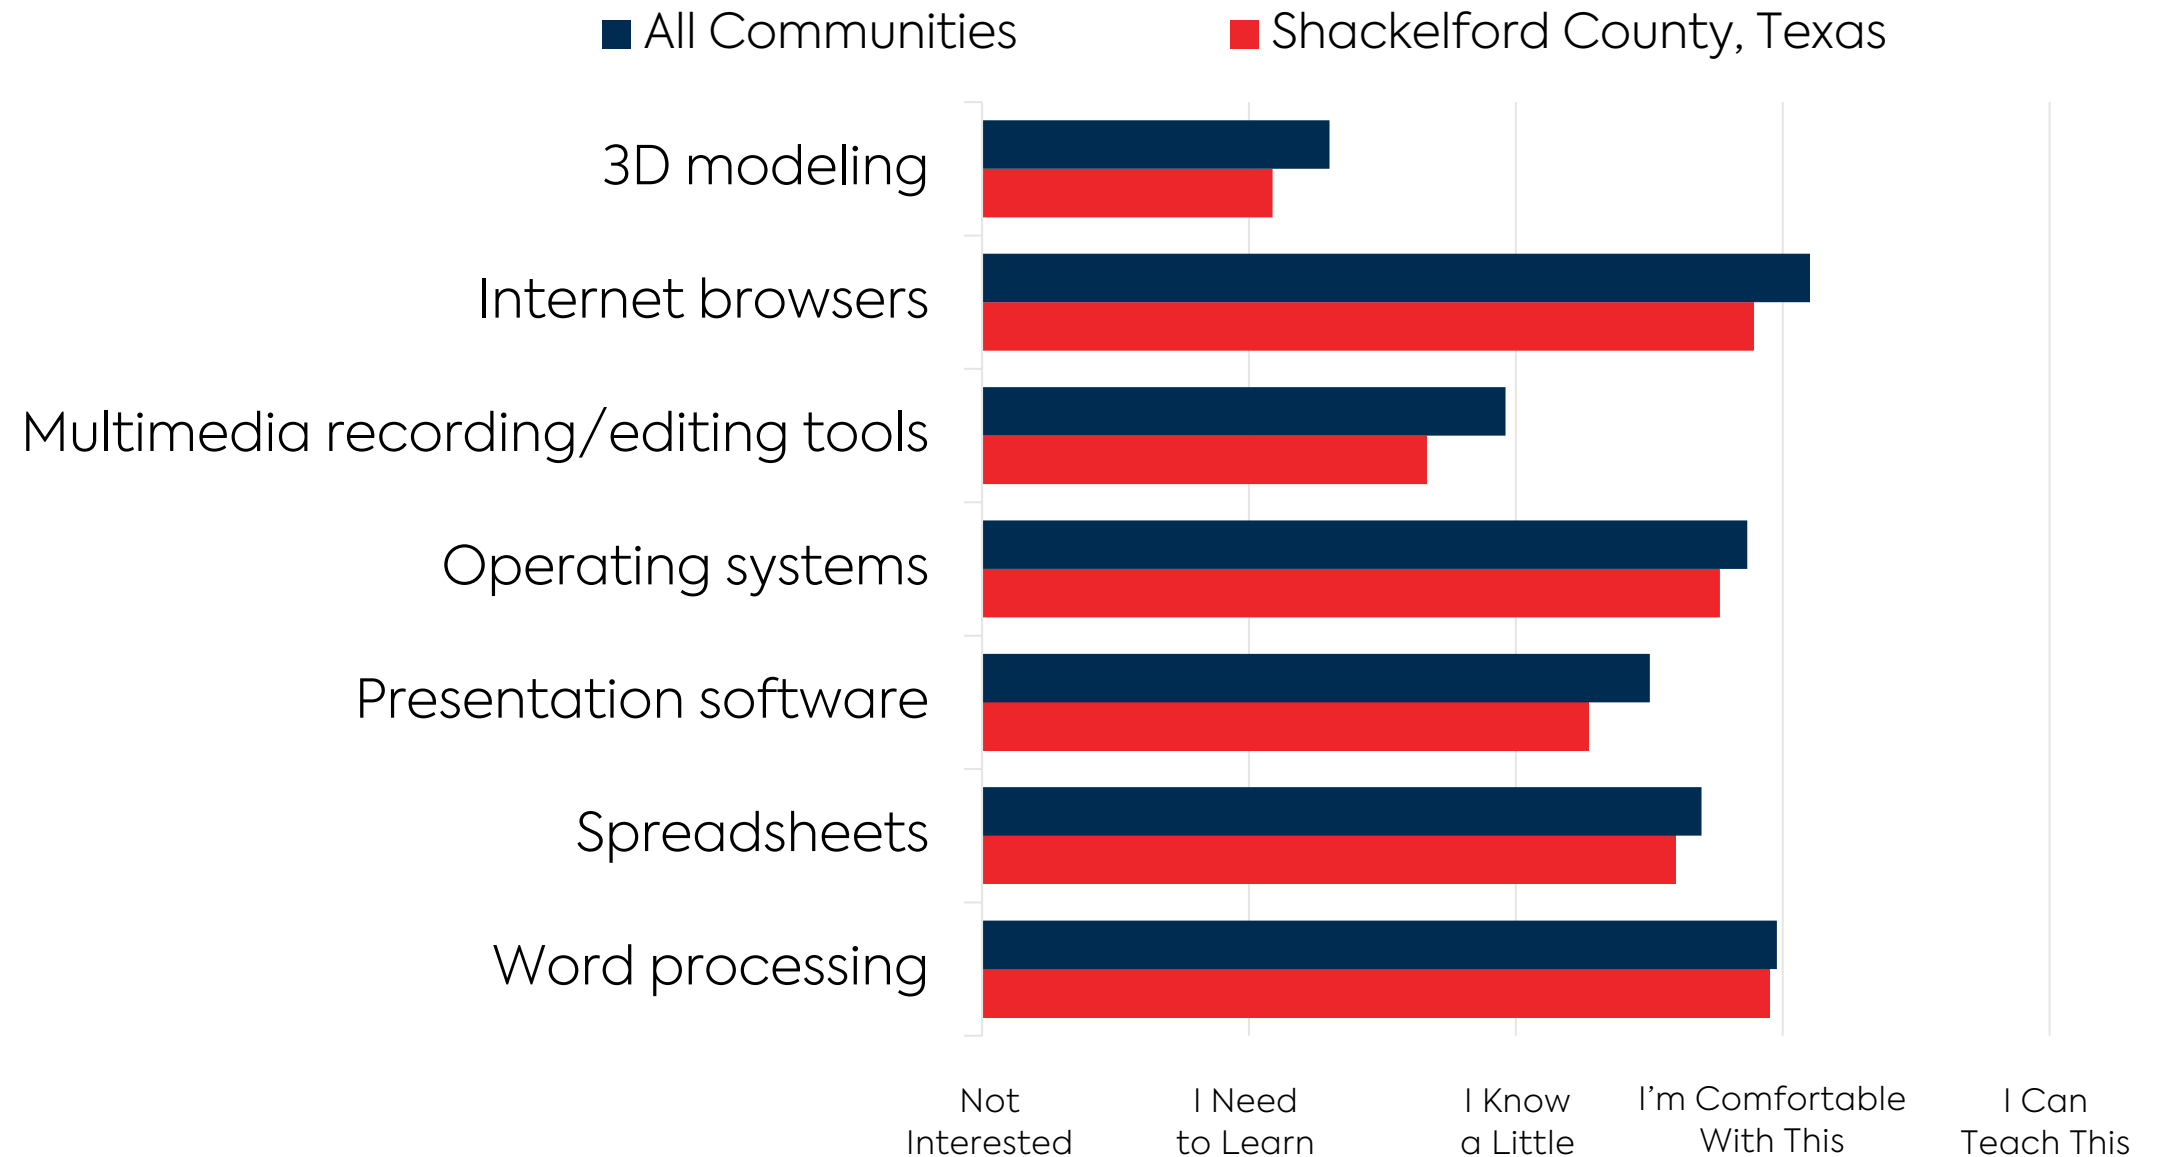 All Communities
Shackelford County, Texas
3D modeling
Internet browsers
Multimedia recording/editing tools
Operating systems
Presentation software
Spreadsheets
Word processing
Not
Interested
I Need
to Learn
I Know
a Little
I’m Comfortable
With This
I Can
Teach This